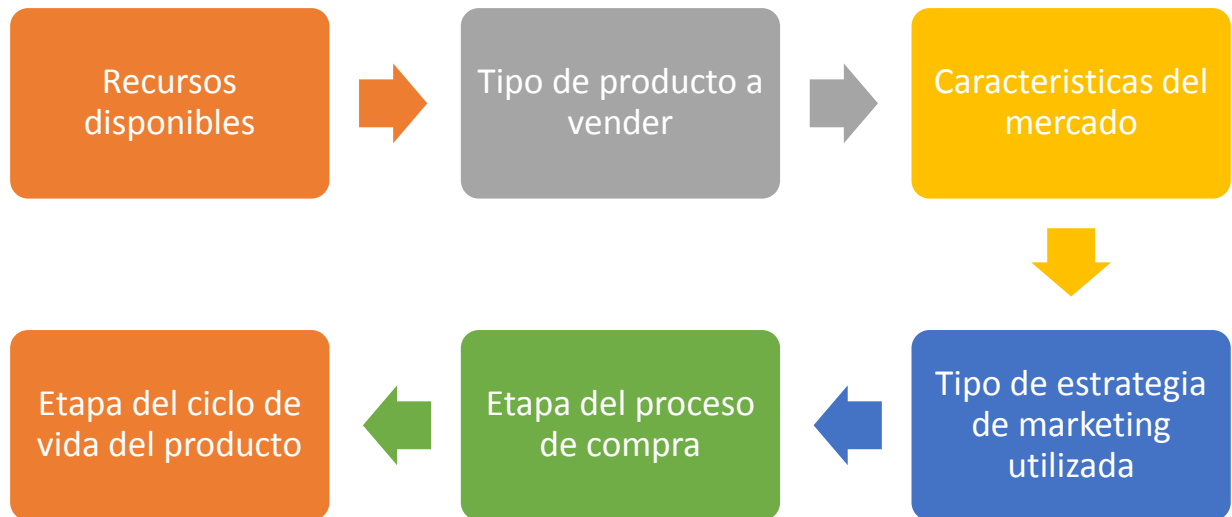 Recursos
disponibles
Tipo de producto a
vender
Caracteristicas del
mercado
Tipo de estrategia
de marketing
utilizada
Etapa del proceso
de compra
Etapa del ciclo de
vida del producto